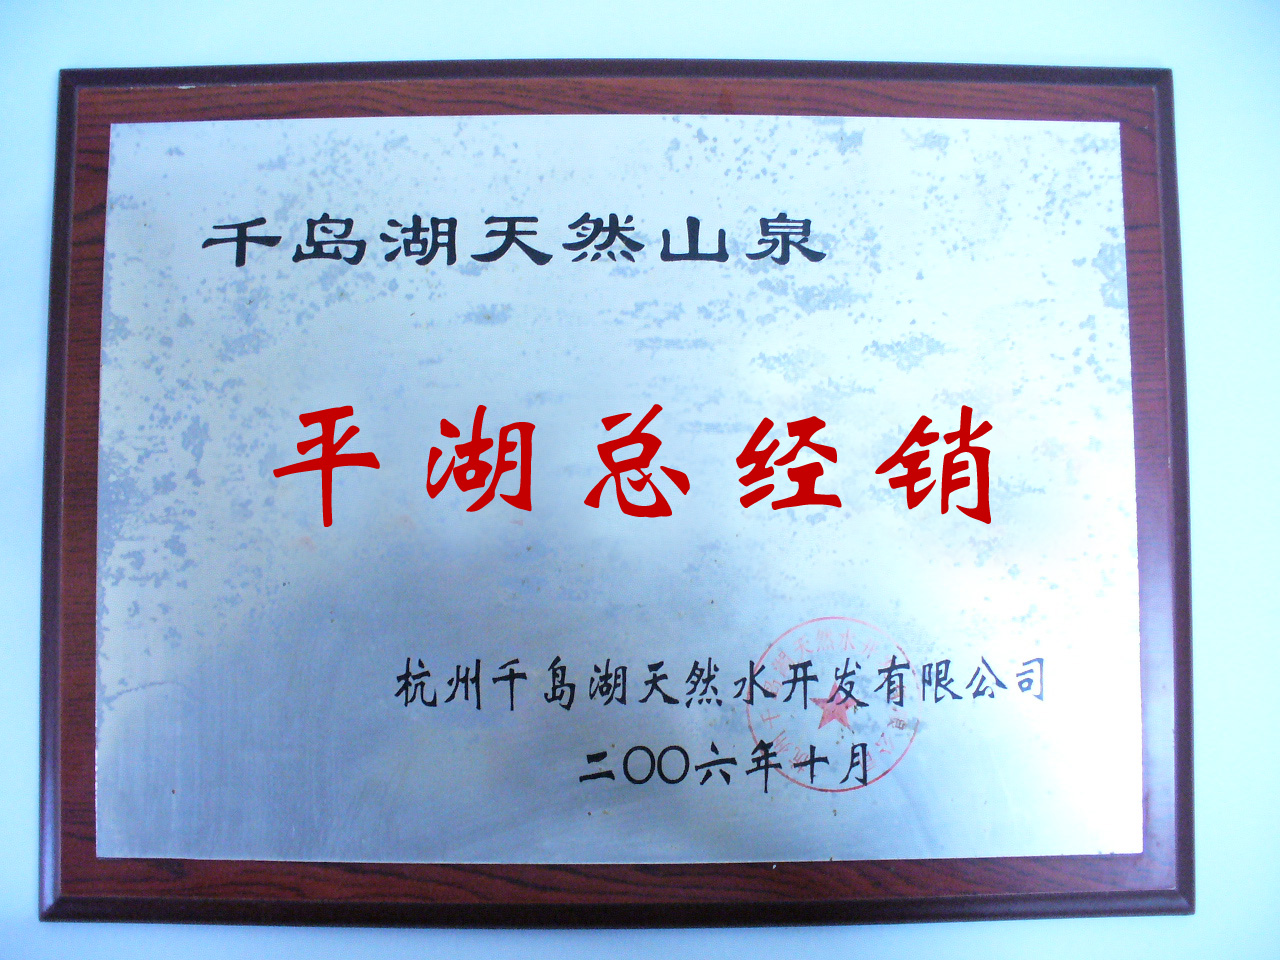 千岛湖天然山泉
平湖总经销
杭州千岛湖天然水开发有限公司
二〇〇六年十月